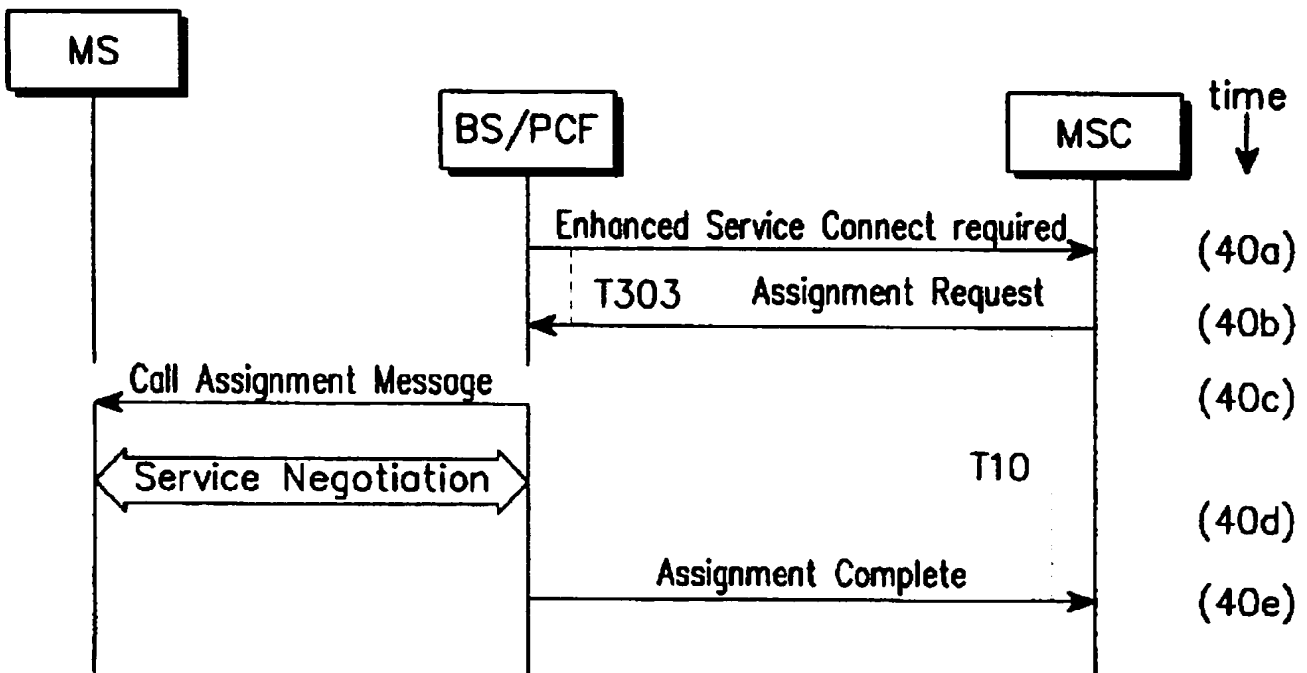 MS
BS/PCF
MSC
time
Enhanced Service Connect required
(40a)
T303
Assignment Request
(40b)
Call Assignment Message
(40c)
Service Negotiation
T10
(40d)
Assignment Complete
(40e)